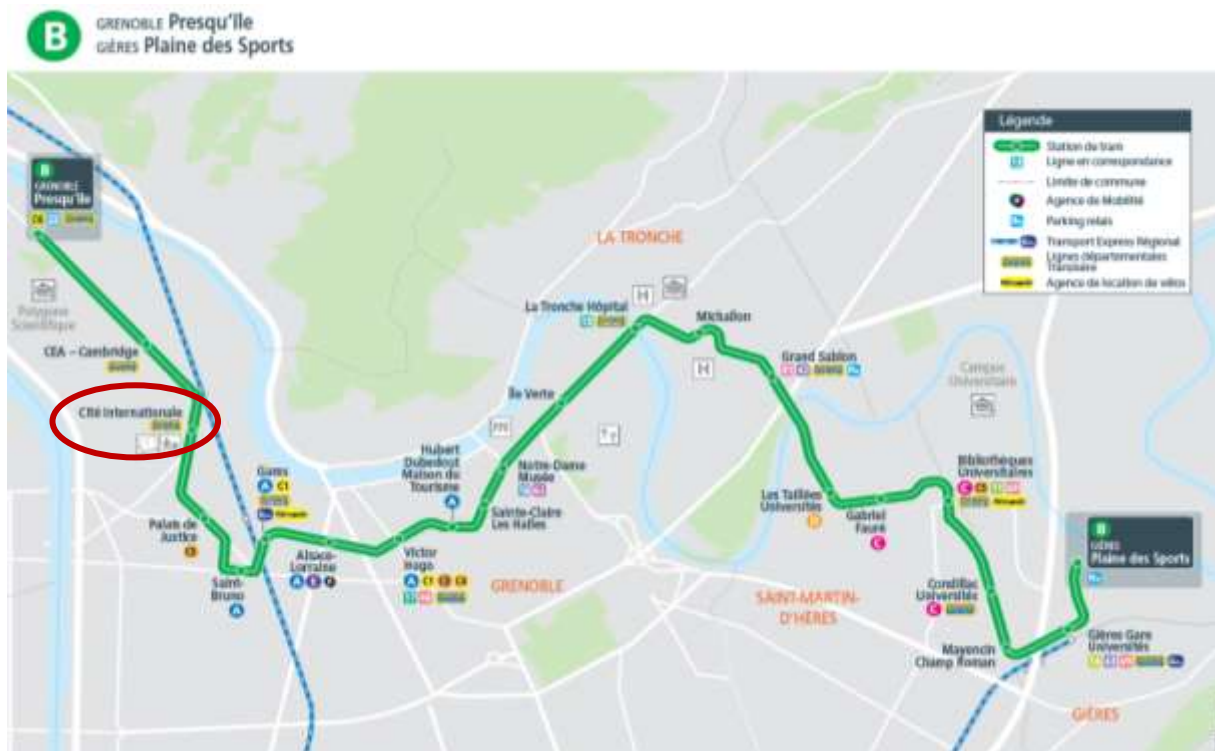 B
GRENOBLE Presqu'île
GIÈRES Plaine des Sports
Légende
Station de tram
Ligne en correspondance
Limite de commune
Agence de Mobilité
Parking relais
Transport Express Régional
Lignes départementales
Transisère
Agence de location de vélos
B
GRENOBLE
Presqu'île
Polygone
Scientifique
CEA – Cambridge
Cité internationale
Palais de
Justice
Saint-
Bruno
A
Gares
A C1
Alsace-
Lorraine
A E
Victor
Hugo
A C1
Hubert
Dubedout
Maison du
Tourisme
A
Sainte-Claire
Les Halles
Notre-Dame
Musée
Île Verte
La Tronche Hôpital
H
LA TRONCHE
Michallon
H
Grand Sablon
Les Taillées
Universités
Gabriel
Fauré
C
Campus
Universitaire
Bibliothèques
Universitaires
C
Condillac
Universités
C
Mayencin
Champ Roman
Gières Gare
Universités
B
GIÈRES
Plaine des Sports
GRENOBLE
SAINT-MARTIN-
D'HÈRES
GIÈRES